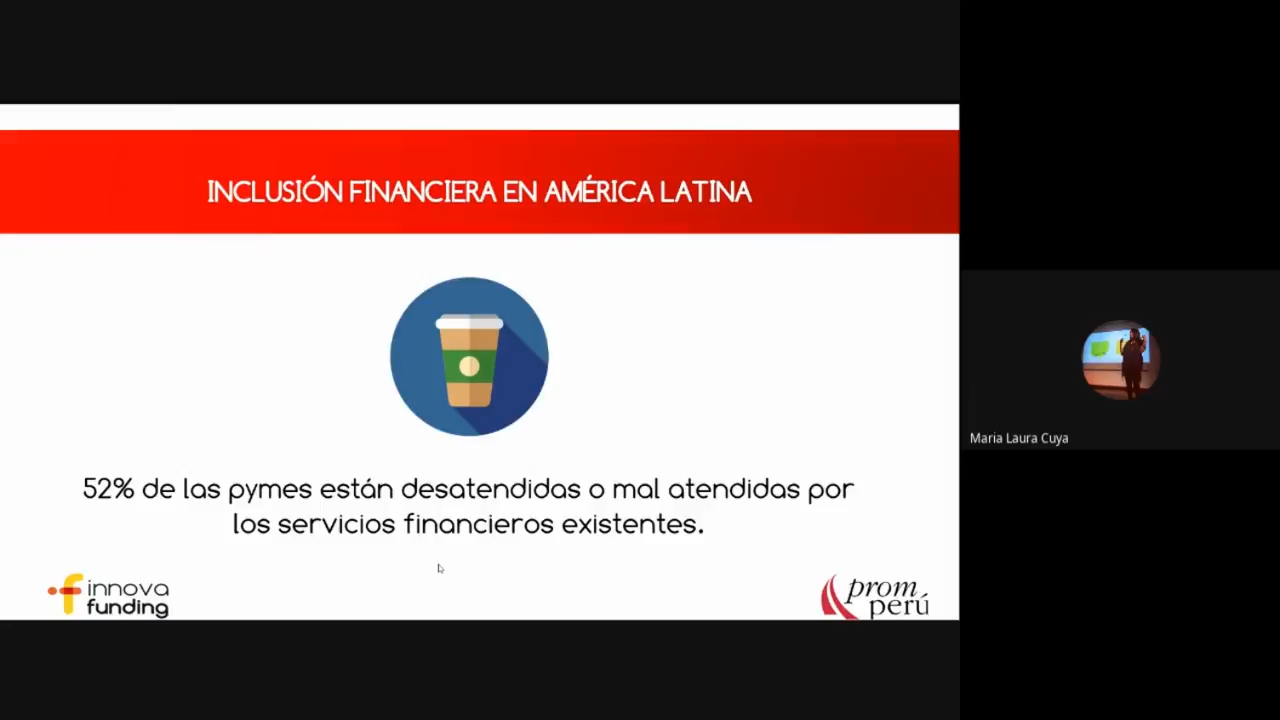 INCLUSIÓN FINANCIERA EN AMÉRICA LATINA
52% de las pymes están desatendidas o mal atendidas por
los servicios financieros existentes.
innova
funding
prom
perú
Maria Laura Cuya